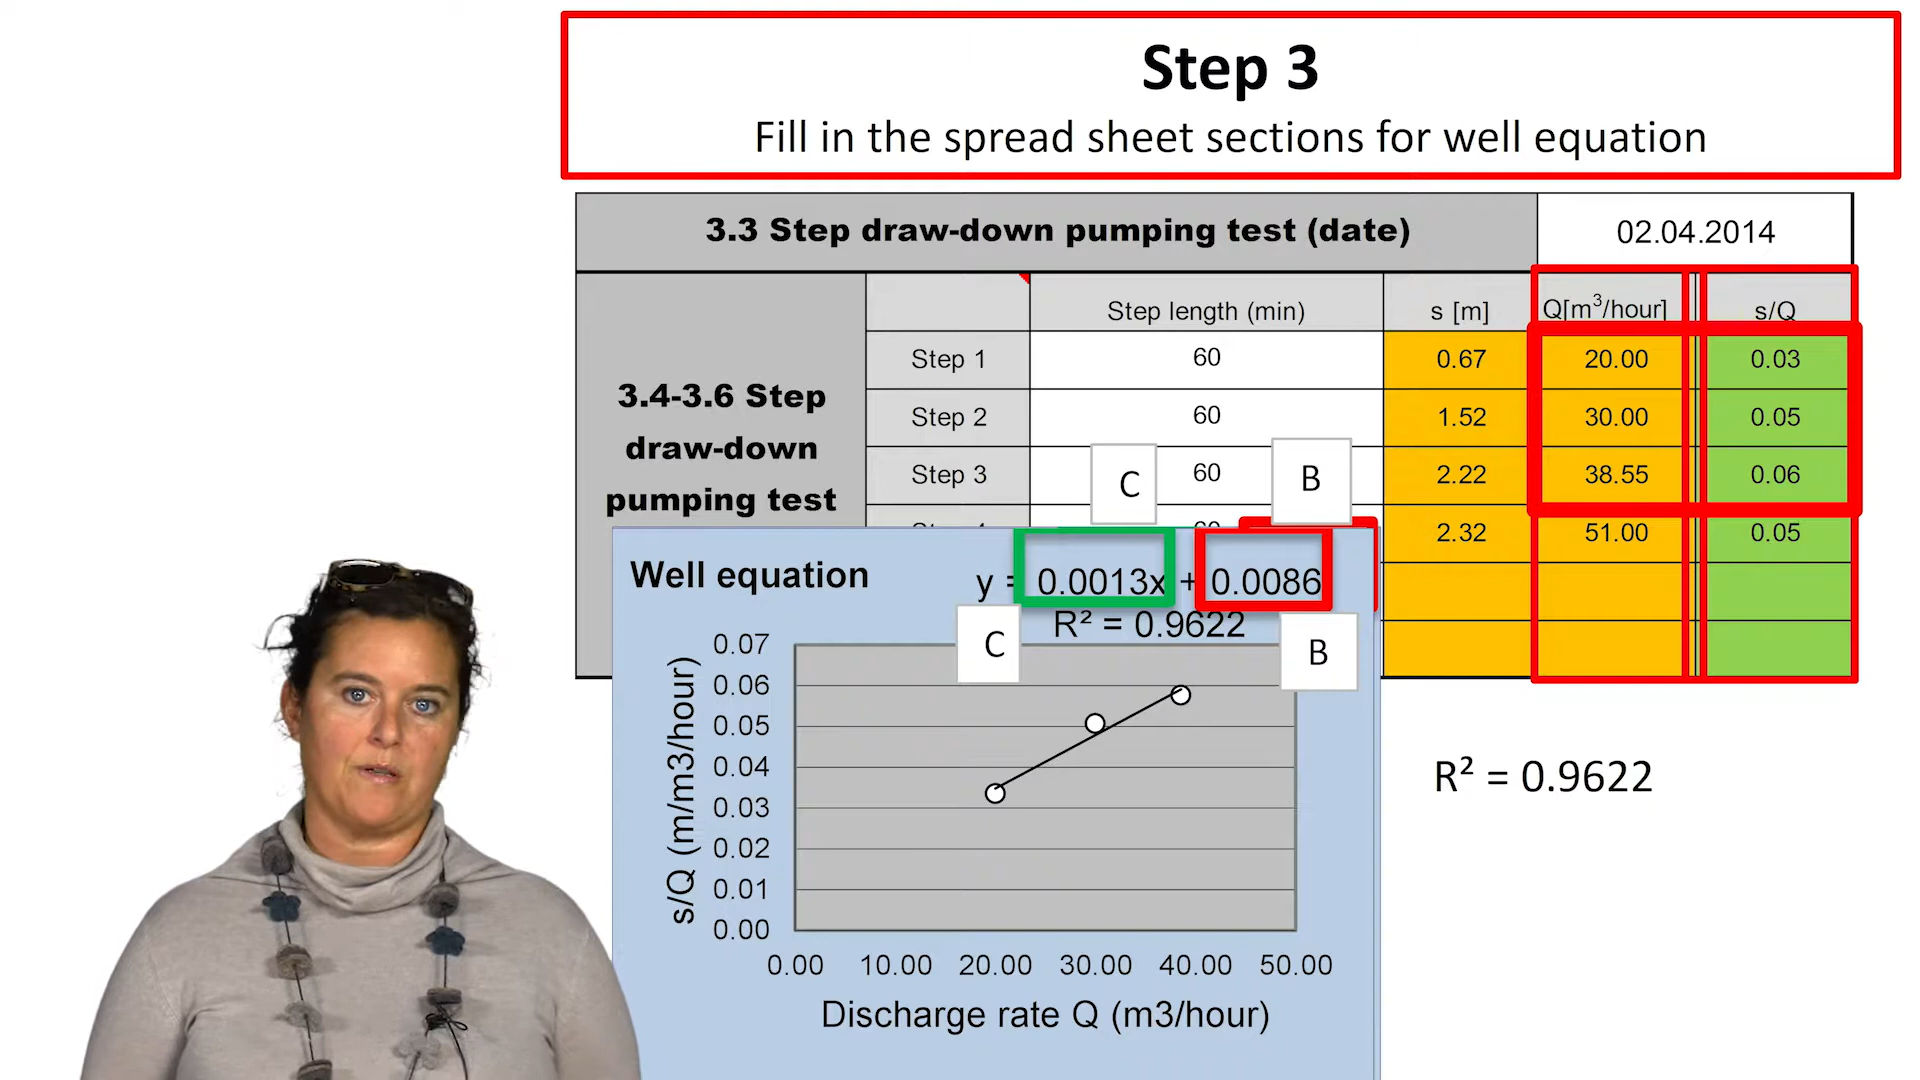 Step 3
Fill in the spread sheet sections for well equation
3.3 Step draw-down pumping test (date) 02.04.2014
Step length (min) s [m] Q[m³/hour] s/Q
3.4-3.6 Step
draw-down
pumping test
Step 1 60 0.67 20.00 0.03
Step 2 60 1.52 30.00 0.05
Step 3 60 2.22 38.55 0.06
2.32 51.00 0.05
C
B
Well equation
y = 0.0013x + 0.0086
R² = 0.9622
C
B
0.07
0.06
0.05
0.04
0.03
0.02
0.01
0.00
s/Q (m/m3/hour)
0.00 10.00 20.00 30.00 40.00 50.00
Discharge rate Q (m3/hour)
R² = 0.9622